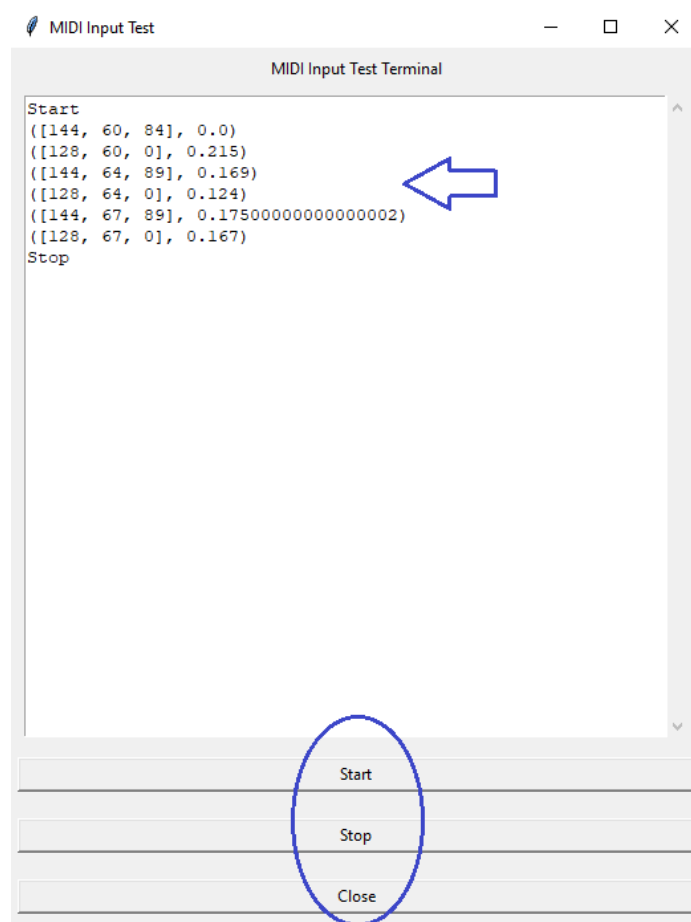 MIDI Input Test
MIDI Input Test Terminal
Start
([144, 60, 84], 0.0)
([128, 60, 0], 0.215)
([144, 64, 89], 0.169)
([128, 64, 0], 0.124)
([144, 67, 89], 0.17500000000000002)
([128, 67, 0], 0.167)
Stop
Start
Stop
Close